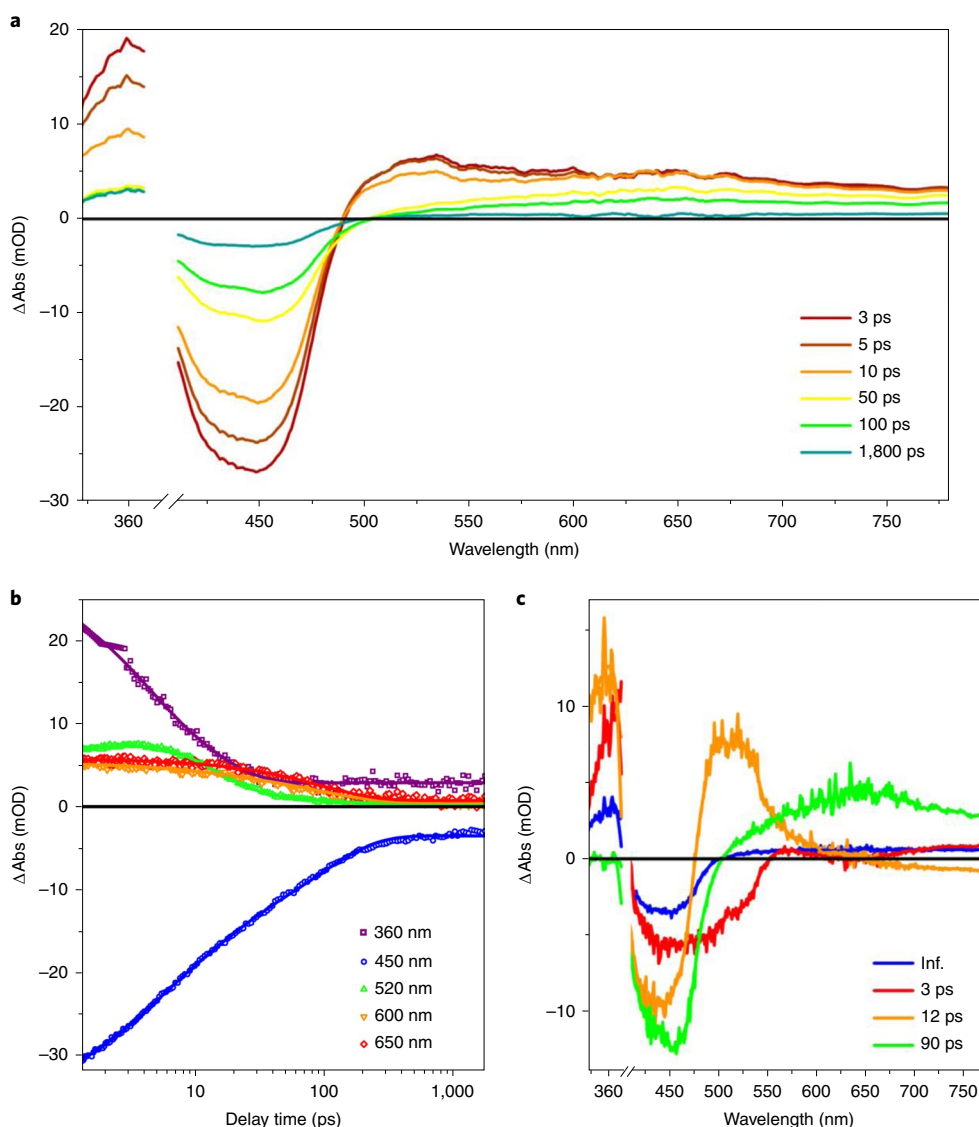 a
20
10
0
−10
−20
−30
ΔAbs (mOD)
3 ps
5 ps
10 ps
50 ps
100 ps
1,800 ps
360 450 500 550 600 650 700 750
Wavelength (nm)
b
20
10
0
−10
−20
−30
ΔAbs (mOD)
360 nm
450 nm
520 nm
600 nm
650 nm
10 100 1,000
Delay time (ps)
c
10
0
−10
ΔAbs (mOD)
Inf.
3 ps
12 ps
90 ps
360 450 500 550 600 650 700 750
Wavelength (nm)